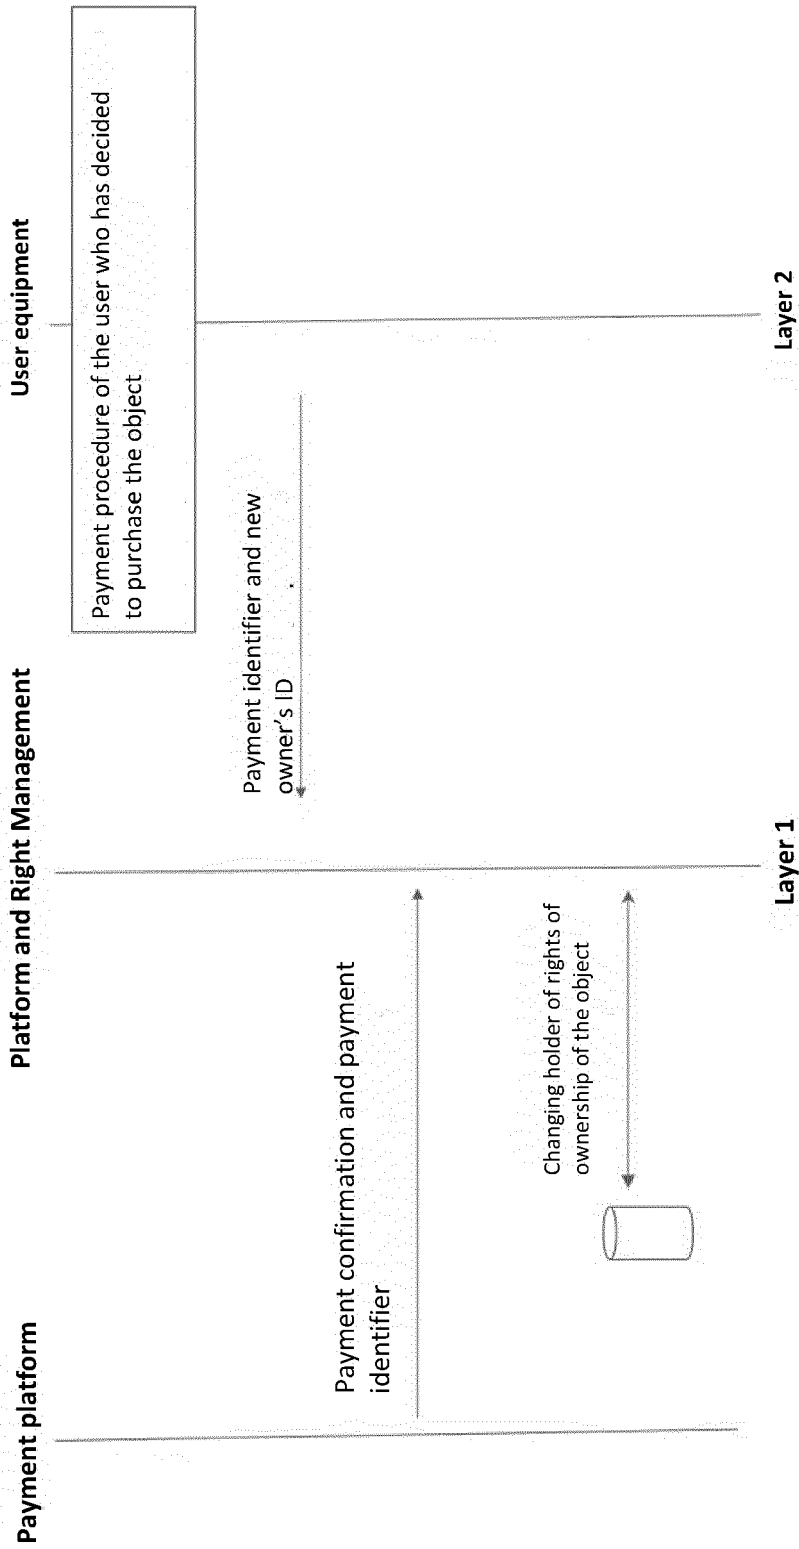 Payment platform
Platform and Right Management
User equipment
Payment procedure of the user who has decided
to purchase the object
Payment identifier and new
owner's ID
Payment confirmation and payment
identifier
Changing holder of rights of
ownership of the object
Layer 1
Layer 2